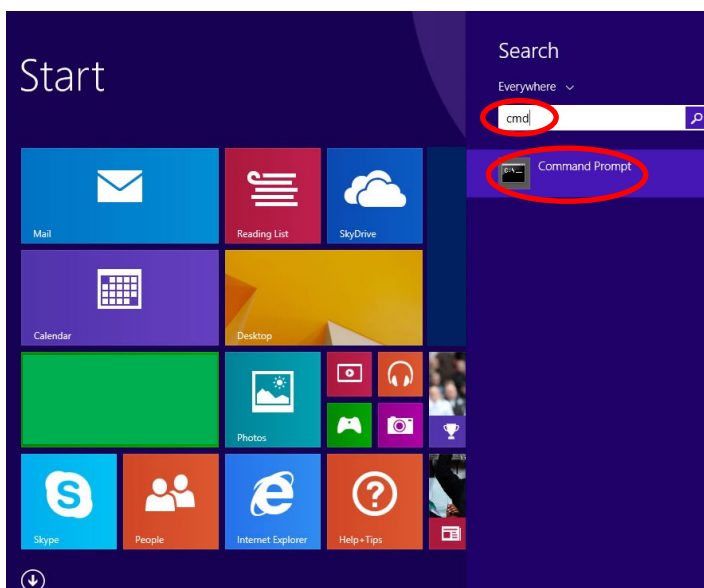 Start
Search
Everywhere
cmd
Command Prompt
Mail
Reading List
SkyDrive
Calendar
Desktop
Photos
Skype
People
Internet Explorer
Help+Tips